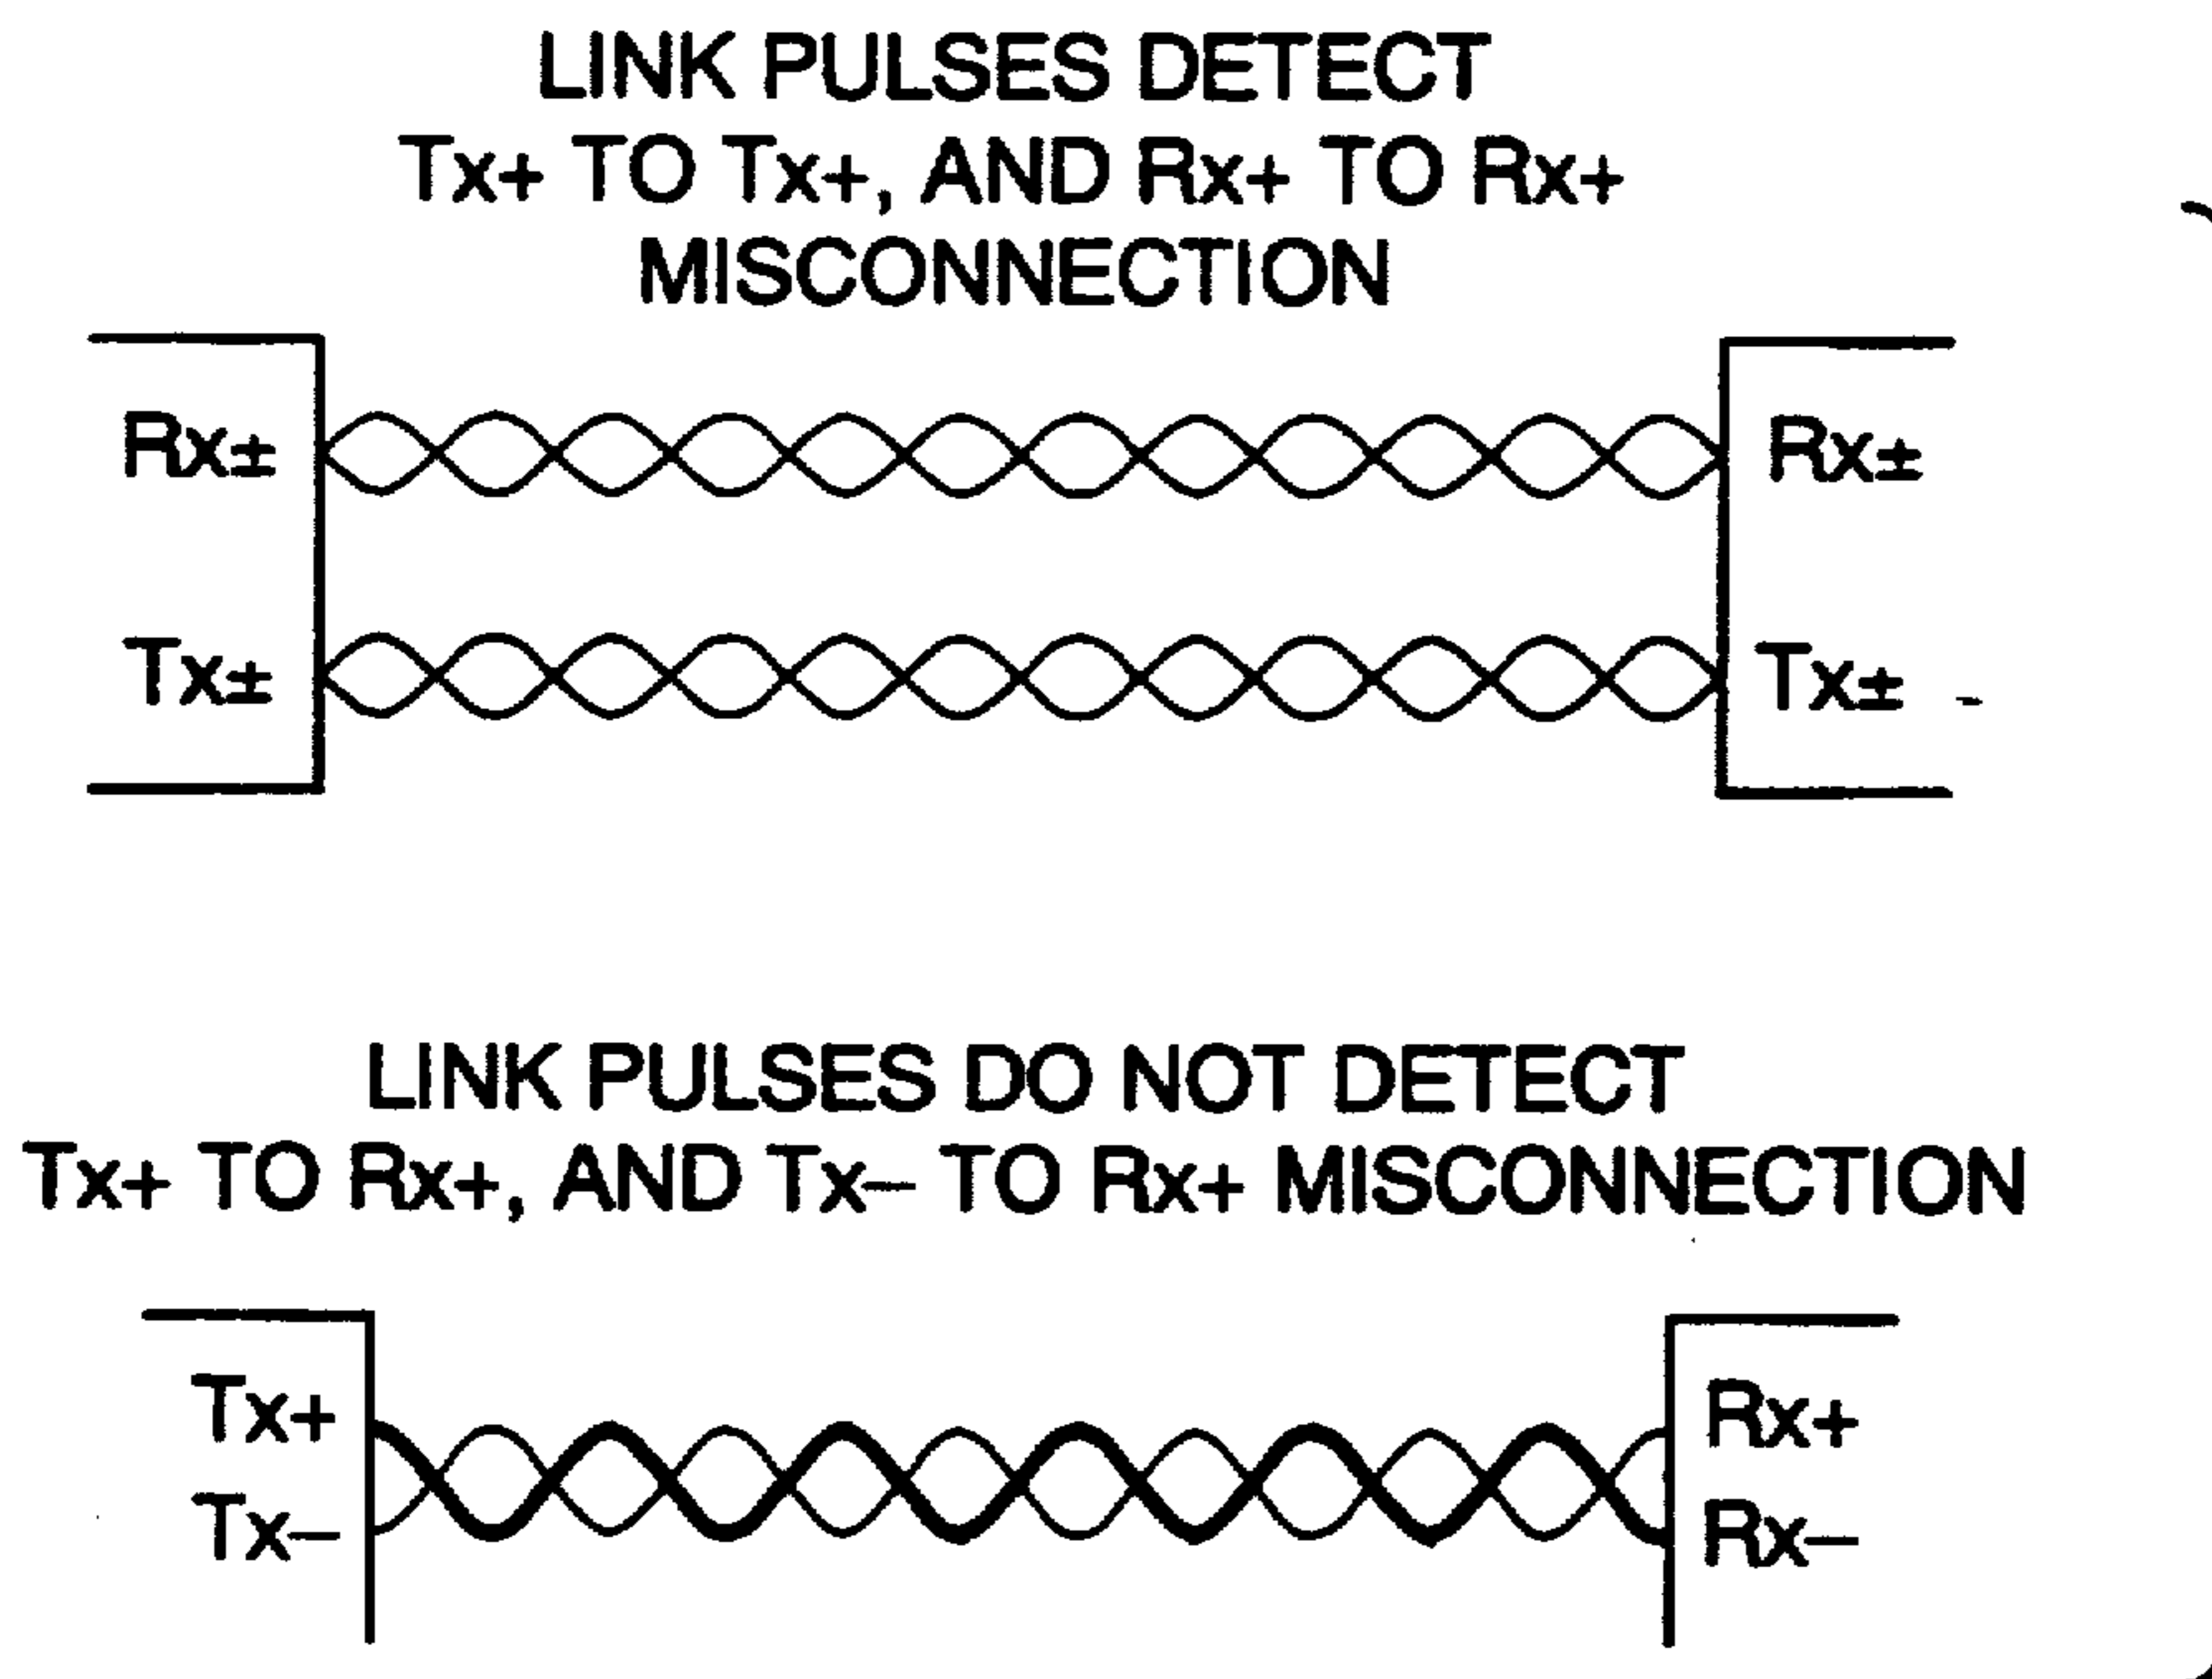 LINK PULSES DETECT
Tx+ TO Tx+, AND Rx+ TO Rx+
MISCONNECTION
Rx± Rx±
Tx± Tx±
LINK PULSES DO NOT DETECT
Tx+ TO Rx+, AND Tx– TO Rx+ MISCONNECTION
Tx+ Rx+
Tx– Rx–